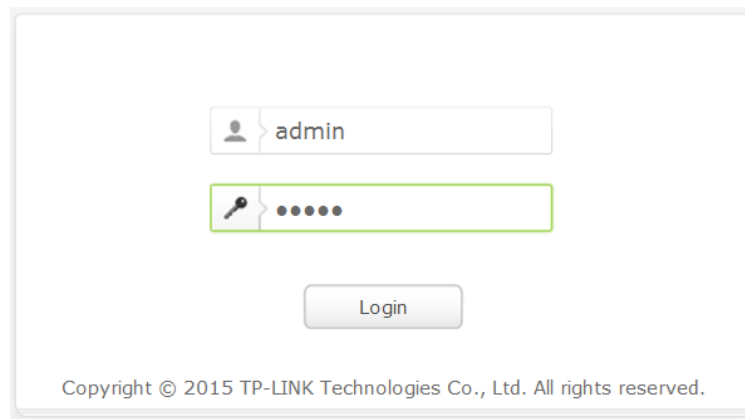 admin
•••••
Login
Copyright © 2015 TP-LINK Technologies Co., Ltd. All rights reserved.